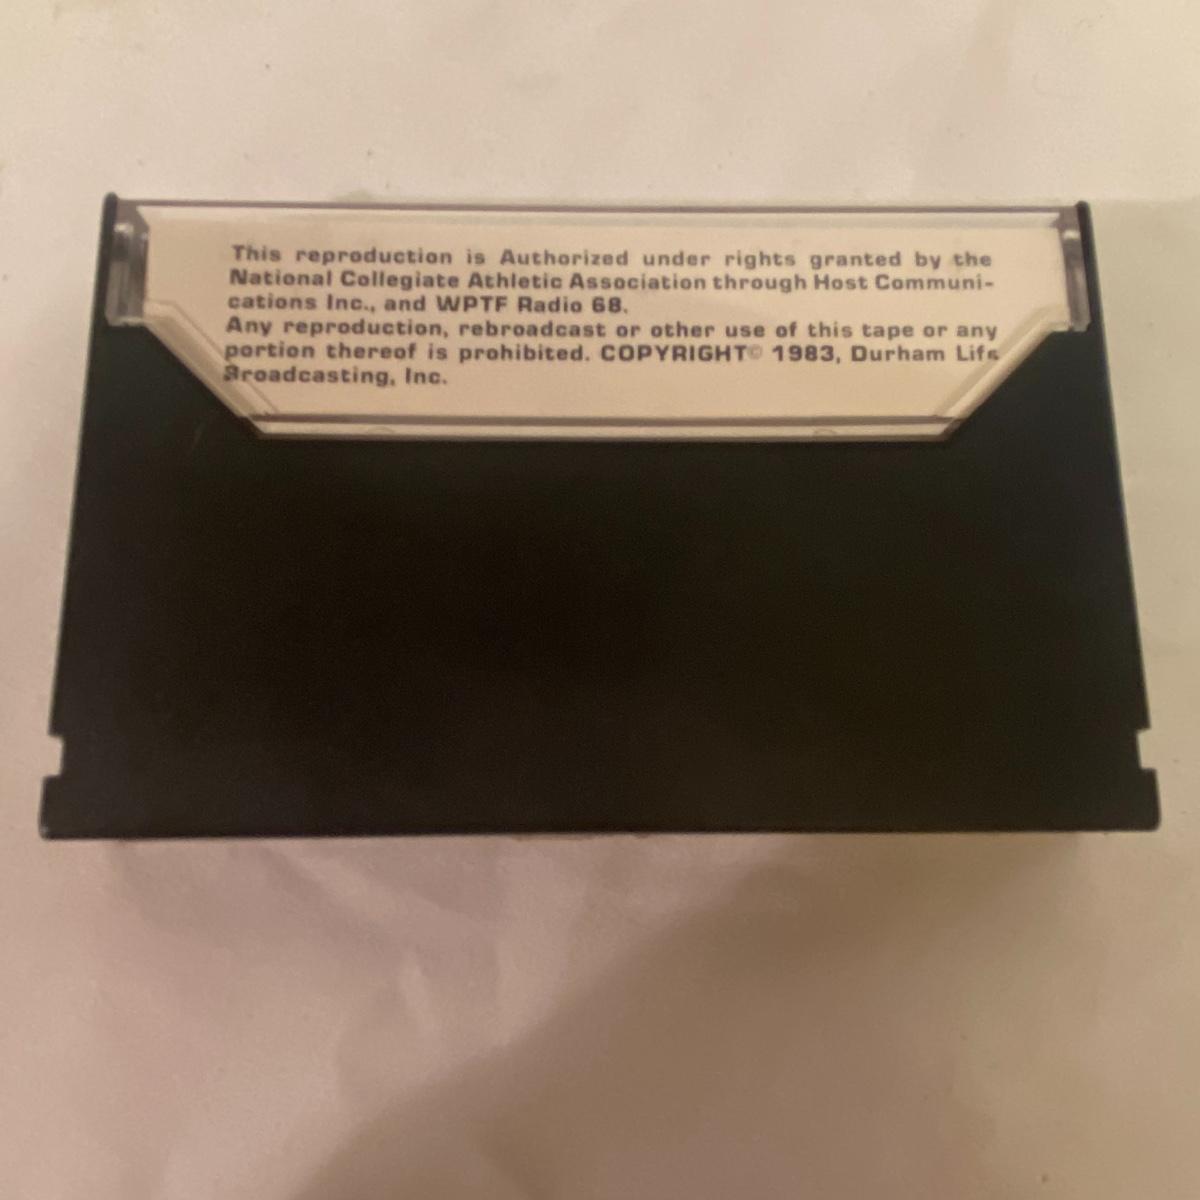 This reproduction is Authorized under rights granted by the
National Collegiate Athletic Association through Host Communi-
cations Inc., and WPTF Radio 68.
Any reproduction, rebroadcast or other use of this tape or any
portion thereof is prohibited. COPYRIGHT© 1983, Durham Life
Broadcasting, Inc.